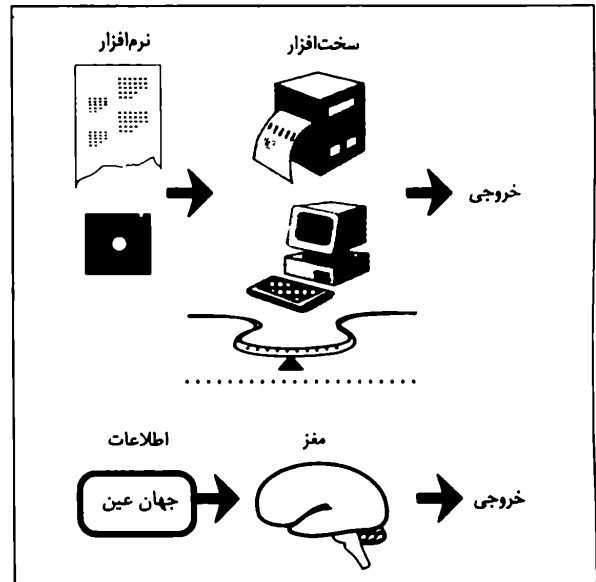 سخت‌افزار
نرم‌افزار
خروجی
مغز
اطلاعات
جهان عین
خروجی